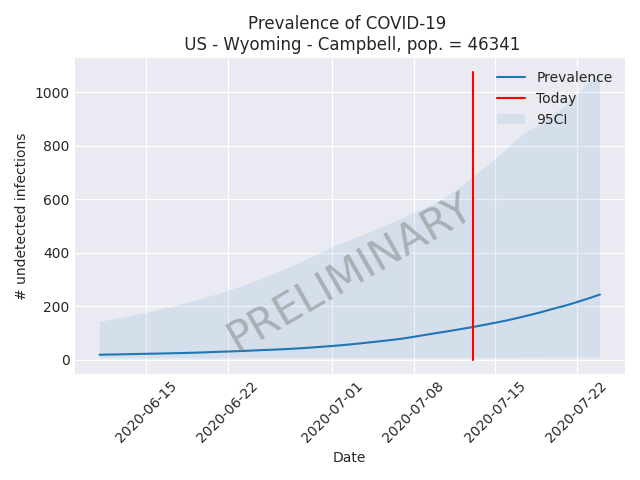 Prevalence of COVID-19
US - Wyoming - Campbell, pop. = 46341
Prevalence
Today
95CI
1000
800
600
400
200
0
# undetected infections
PRELIMINARY
2020-06-15
2020-06-22
2020-07-01
2020-07-08
2020-07-15
2020-07-22
Date